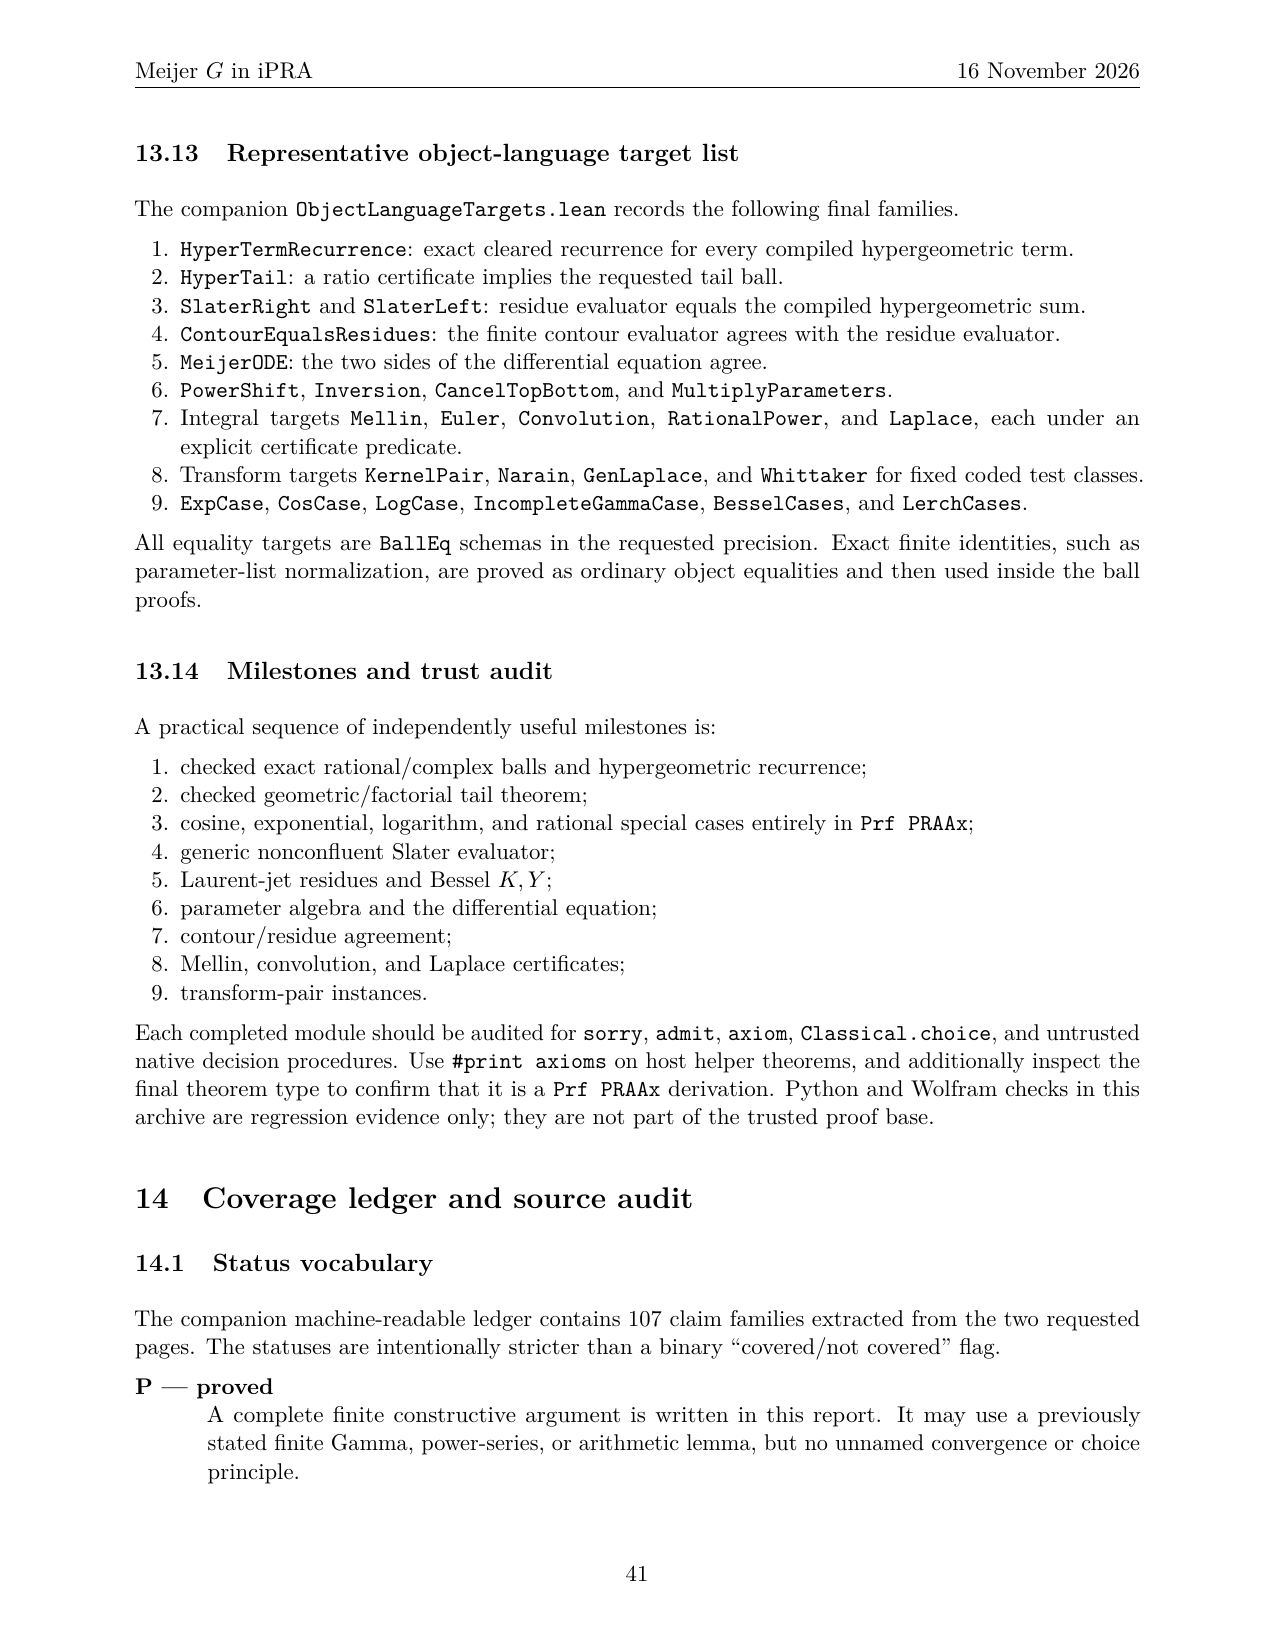 Meijer G in iPRA 16 November 2026
13.13 Representative object-language target list
The companion ObjectLanguageTargets.lean records the following final families.
1. HyperTermRecurrence: exact cleared recurrence for every compiled hypergeometric term.
2. HyperTail: a ratio certificate implies the requested tail ball.
3. SlaterRight and SlaterLeft: residue evaluator equals the compiled hypergeometric sum.
4. ContourEqualsResidues: the finite contour evaluator agrees with the residue evaluator.
5. MeijerODE: the two sides of the differential equation agree.
6. PowerShift, Inversion, CancelTopBottom, and MultiplyParameters.
7. Integral targets Mellin, Euler, Convolution, RationalPower, and Laplace, each under an
explicit certificate predicate.
8. Transform targets KernelPair, Narain, GenLaplace, and Whittaker for fixed coded test classes.
9. ExpCase, CosCase, LogCase, IncompleteGammaCase, BesselCases, and LerchCases.
All equality targets are BallEq schemas in the requested precision. Exact finite identities, such as
parameter-list normalization, are proved as ordinary object equalities and then used inside the ball
proofs.
13.14 Milestones and trust audit
A practical sequence of independently useful milestones is:
1. checked exact rational/complex balls and hypergeometric recurrence;
2. checked geometric/factorial tail theorem;
3. cosine, exponential, logarithm, and rational special cases entirely in Prf PRAAx;
4. generic nonconfluent Slater evaluator;
5. Laurent-jet residues and Bessel K, Y;
6. parameter algebra and the differential equation;
7. contour/residue agreement;
8. Mellin, convolution, and Laplace certificates;
9. transform-pair instances.
Each completed module should be audited for sorry, admit, axiom, Classical.choice, and untrusted
native decision procedures. Use #print axioms on host helper theorems, and additionally inspect the
final theorem type to confirm that it is a Prf PRAAx derivation. Python and Wolfram checks in this
archive are regression evidence only; they are not part of the trusted proof base.
14 Coverage ledger and source audit
14.1 Status vocabulary
The companion machine-readable ledger contains 107 claim families extracted from the two requested
pages. The statuses are intentionally stricter than a binary “covered/not covered” flag.
P — proved
A complete finite constructive argument is written in this report. It may use a previously
stated finite Gamma, power-series, or arithmetic lemma, but no unnamed convergence or choice
principle.
41